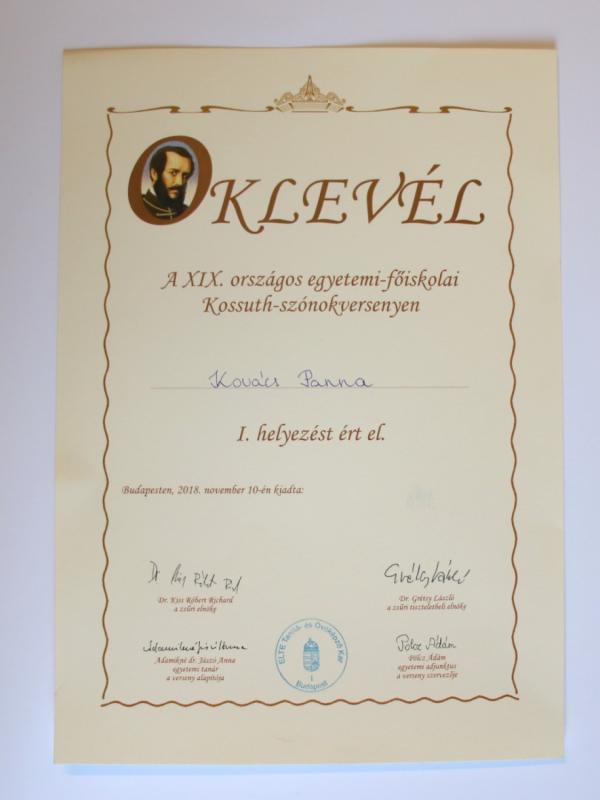 OKLEVÉL
A XIX. országos egyetemi-főiskolai
Kossuth-szónokversenyen
Kovács Panna
I. helyezést ért el.
Budapesten, 2018. november 10-én kiadta:
Dr. Kiss Róbert Richard
a zsűri elnöke
Dr. Grétsy László
a zsűri tiszteletbeli elnöke
Adamikné dr. Jászó Anna
egyetemi tanár
a verseny alapítója
ELTE Tanító- és Óvóképző Kar
I
Budapest
Pölcz Ádám
Pölcz Ádám
egyetemi adjunktus
a verseny szervezője